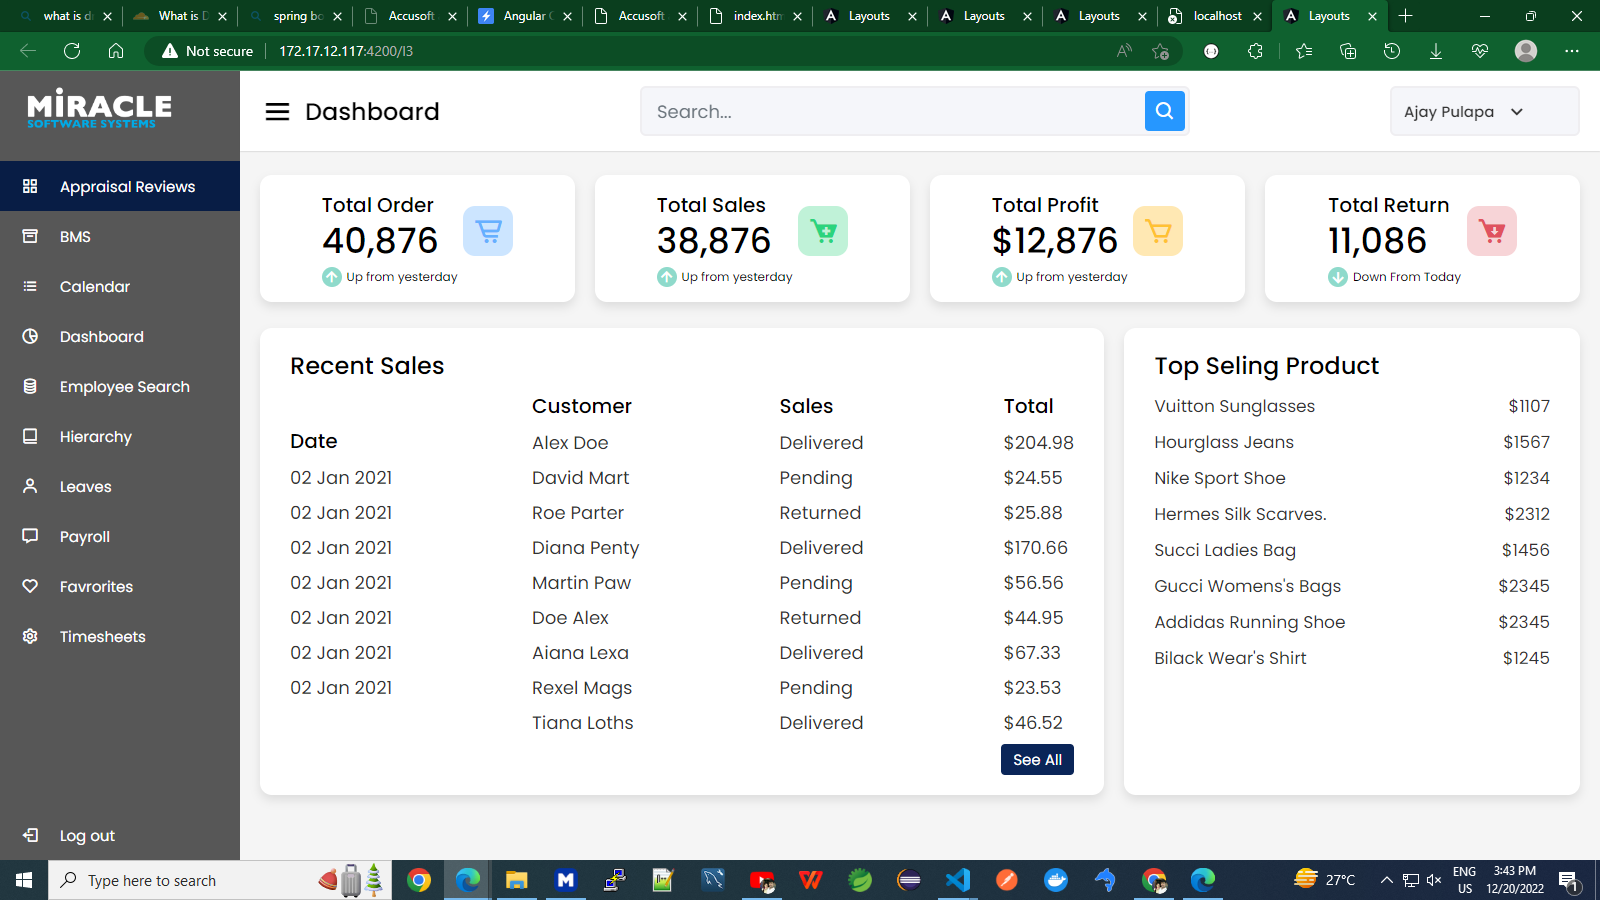 what is d
What is D
spring bo
Accusoft
Angular
Accusoft
index.htm
Layouts
Layouts
Layouts
localhost
Layouts
Not secure
172.17.12.117:4200/l3
MiRACLE
SOFTWARE SYSTEMS
Dashboard
Search...
Ajay Pulapa
Appraisal Reviews
BMS
Calendar
Dashboard
Employee Search
Hierarchy
Leaves
Payroll
Favrorites
Timesheets
Log out
Total Order
40,876
Up from yesterday
Total Sales
38,876
Up from yesterday
Total Profit
$12,876
Up from yesterday
Total Return
11,086
Down From Today
Recent Sales
Customer Sales Total
Date
Alex Doe Delivered $204.98
02 Jan 2021 David Mart Pending $24.55
02 Jan 2021 Roe Parter Returned $25.88
02 Jan 2021 Diana Penty Delivered $170.66
02 Jan 2021 Martin Paw Pending $56.56
02 Jan 2021 Doe Alex Returned $44.95
02 Jan 2021 Aiana Lexa Delivered $67.33
02 Jan 2021 Rexel Mags Pending $23.53
Tiana Loths Delivered $46.52
See All
Top Seling Product
Vuitton Sunglasses $1107
Hourglass Jeans $1567
Nike Sport Shoe $1234
Hermes Silk Scarves. $2312
Succi Ladies Bag $1456
Gucci Womens's Bags $2345
Addidas Running Shoe $2345
Bilack Wear's Shirt $1245
Type here to search
27°C
ENG
US
3:43 PM
12/20/2022
1